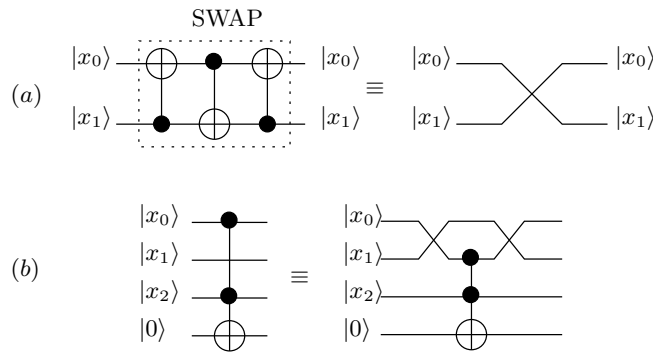 SWAP
|x₀⟩ |x₀⟩ |x₀⟩ |x₀⟩
(a) ≡
|x₁⟩ |x₁⟩ |x₁⟩ |x₁⟩
|x₀⟩ |x₀⟩
|x₁⟩ |x₁⟩
(b) ≡
|x₂⟩ |x₂⟩
|0⟩ |0⟩